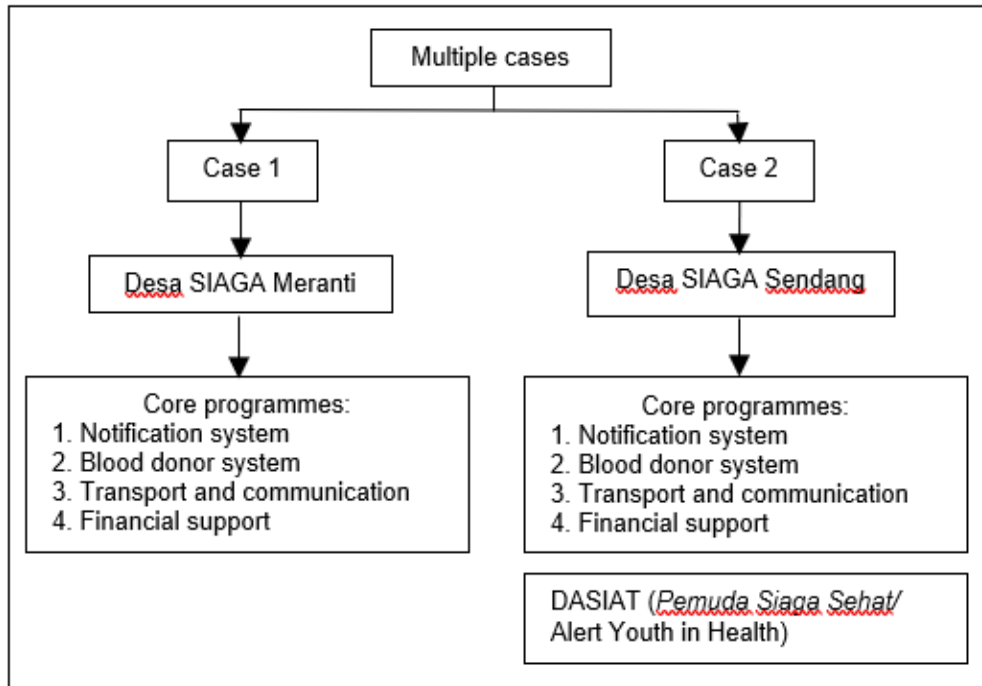 Multiple cases
Case 1
Case 2
Desa SIAGA Meranti
Desa SIAGA Sendang
Core programmes:
1. Notification system
2. Blood donor system
3. Transport and communication
4. Financial support
Core programmes:
1. Notification system
2. Blood donor system
3. Transport and communication
4. Financial support
DASIAT (Pemuda Siaga Sehat/
Alert Youth in Health)